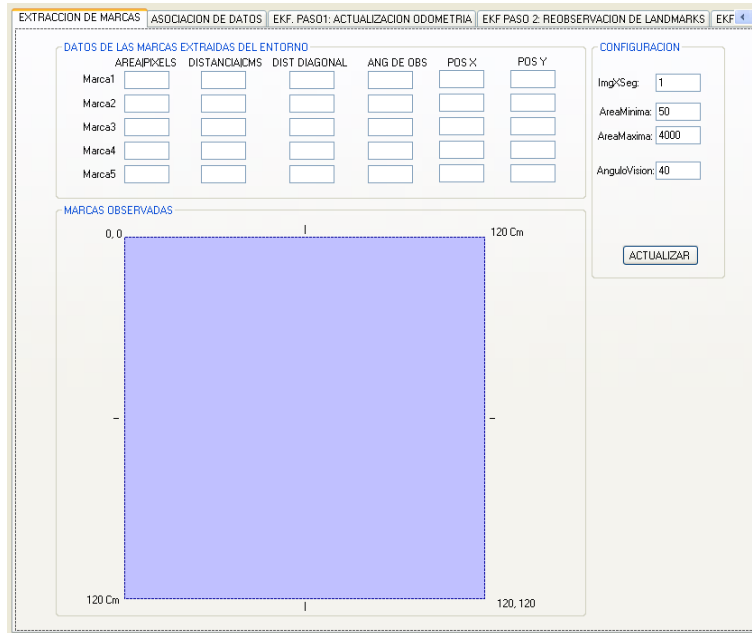 EXTRACCION DE MARCAS ASOCIACION DE DATOS EKF. PASO1: ACTUALIZACION ODOMETRIA EKF PASO 2: REOBSERVACION DE LANDMARKS EKF
DATOS DE LAS MARCAS EXTRAIDAS DEL ENTORNO
AREA|PIXELS DISTANCIA|CMS DIST DIAGONAL ANG DE OBS POS X POS Y
Marca1
Marca2
Marca3
Marca4
Marca5
CONFIGURACION
ImgXSeg: 1
AreaMinima: 50
AreaMaxima: 4000
AnguloVision: 40
ACTUALIZAR
MARCAS OBSERVADAS
0, 0 120 Cm
120 Cm 120, 120